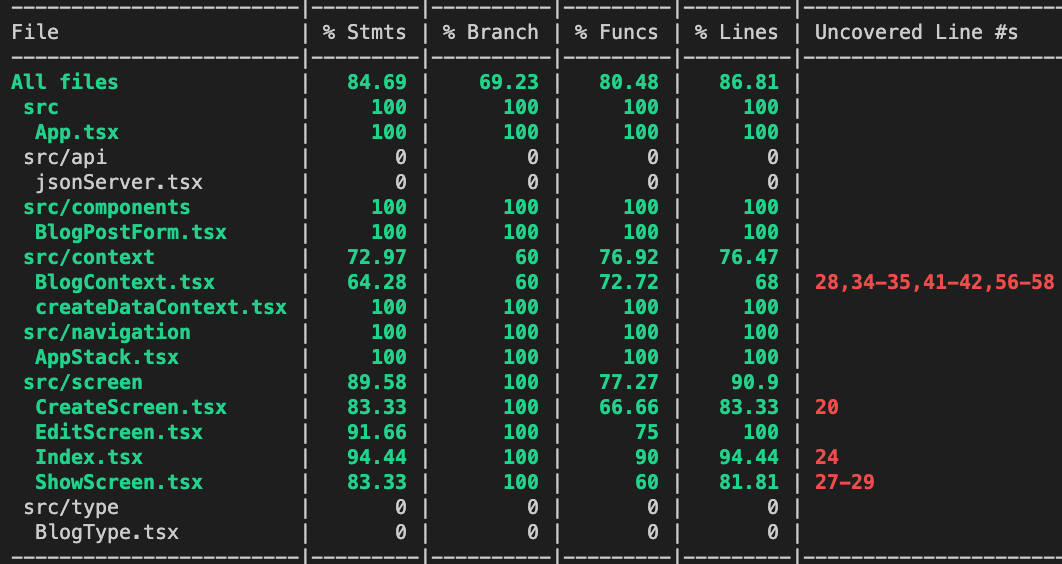 File | % Stmts | % Branch | % Funcs | % Lines | Uncovered Line #s
All files | 84.69 | 69.23 | 80.48 | 86.81 |
src | 100 | 100 | 100 | 100 |
App.tsx | 100 | 100 | 100 | 100 |
src/api | 0 | 0 | 0 | 0 |
jsonServer.tsx | 0 | 0 | 0 | 0 |
src/components | 100 | 100 | 100 | 100 |
BlogPostForm.tsx | 100 | 100 | 100 | 100 |
src/context | 72.97 | 60 | 76.92 | 76.47 |
BlogContext.tsx | 64.28 | 60 | 72.72 | 68 | 28,34-35,41-42,56-58
createDataContext.tsx | 100 | 100 | 100 | 100 |
src/navigation | 100 | 100 | 100 | 100 |
AppStack.tsx | 100 | 100 | 100 | 100 |
src/screen | 89.58 | 100 | 77.27 | 90.9 |
CreateScreen.tsx | 83.33 | 100 | 66.66 | 83.33 | 20
EditScreen.tsx | 91.66 | 100 | 75 | 100 |
Index.tsx | 94.44 | 100 | 90 | 94.44 | 24
ShowScreen.tsx | 83.33 | 100 | 60 | 81.81 | 27-29
src/type | 0 | 0 | 0 | 0 |
BlogType.tsx | 0 | 0 | 0 | 0 |